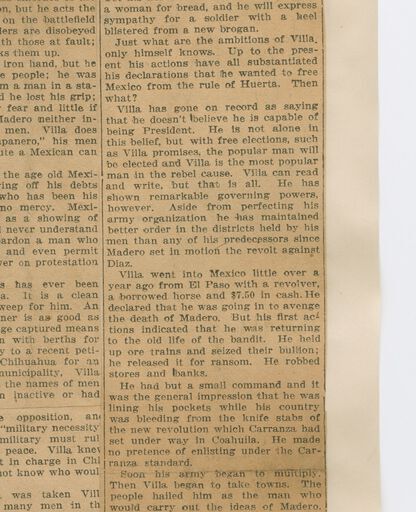 on, but he acts the
on the battlefield
ders are disobeyed
th those at fault;
ks them up.
iron hand, but he
e people; he was
m a man in a sta-
d he lost his grip;
fear and little if
Madero neither in-
men. Villa does
apanero," his men
ute a Mexican can
the age old Mexi-
ing off his debts
who has been his
no mercy. Mexi-
as a showing of
never understand
ardon a man who
and even permit
ver on protestation
s has ever been
a. It is a clean
weep for him. An
ner is as good as
ge captured means
n with berths for
y to a recent peti-
Chihuahua for an
municipality, Villa
the names of men
n inactive or had
e opposition, an
"military necessity
military must rul
peace. Villa knev
t in charge in Chi
not know who woul
was taken Vill
many men in th
a woman for bread, and he will express
sympathy for a soldier with a heel
blistered from a new brogan.
Just what are the ambitions of Villa,
only himself knows. Up to the pres-
ent his actions have all substantiated
his declarations that he wanted to free
Mexico from the rule of Huerta. Then
what?
Villa has gone on record as saying
that he doesn't believe he is capable of
being President. He is not alone in
this belief, but with free elections, such
as Villa promises, the popular man will
be elected and Villa is the most popular
man in the rebel cause. Villa can read
and write, but that is all. He has
shown remarkable governing powers,
however. Aside from perfecting his
army organization he has maintained
better order in the districts held by his
men than any of his predecessors since
Madero set in motion the revolt against
Diaz.
Villa went into Mexico little over a
year ago from El Paso with a revolver,
a borrowed horse and $7.50 in cash. He
declared that he was going in to avenge
the death of Madero. But his first ac
tions indicated that he was returning
to the old life of the bandit. He held
up ore trains and seized their bullion;
he released it for ransom. He robbed
stores and banks.
He had but a small command and it
was the general impression that he was
lining his pockets while his country
was bleeding from the knife stabs of
the new revolution which Carranza had
set under way in Coahuila. He made
no pretence of enlisting under the Car-
ranza standard.
Soon his army began to multiply.
Then Villa began to take towns. The
people hailed him as the man who
would carry out the ideas of Madero.